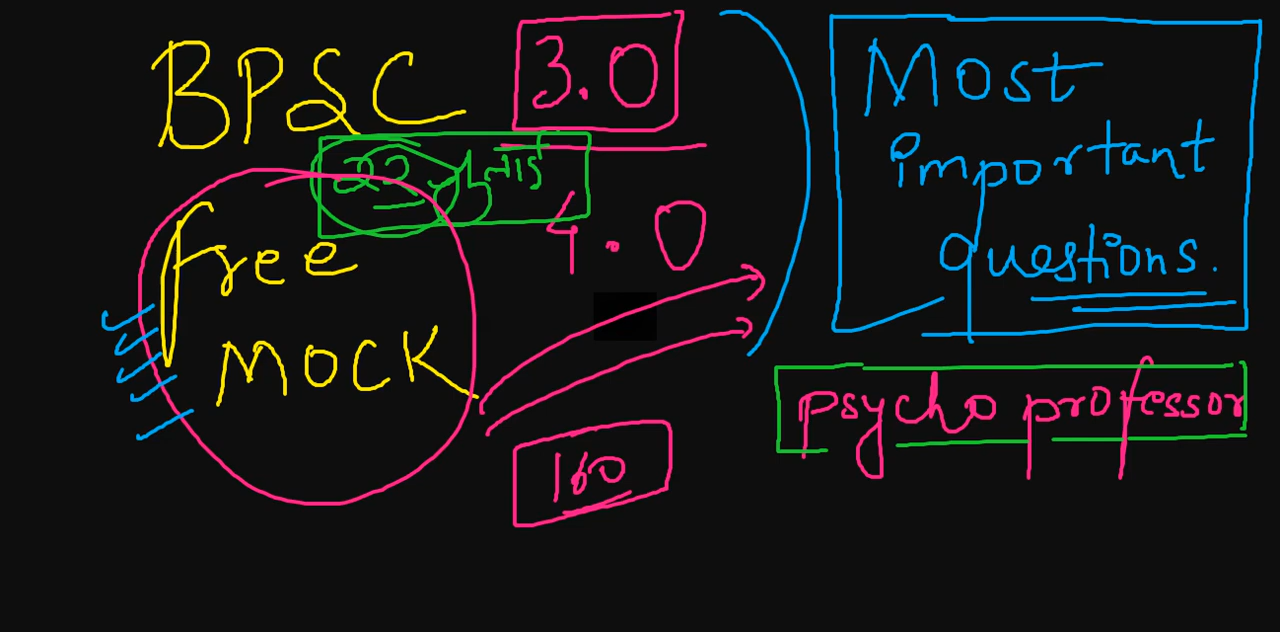 BPSC 3.0
4.0
free
MOCK
160
Most
important
questions.
psycho professor